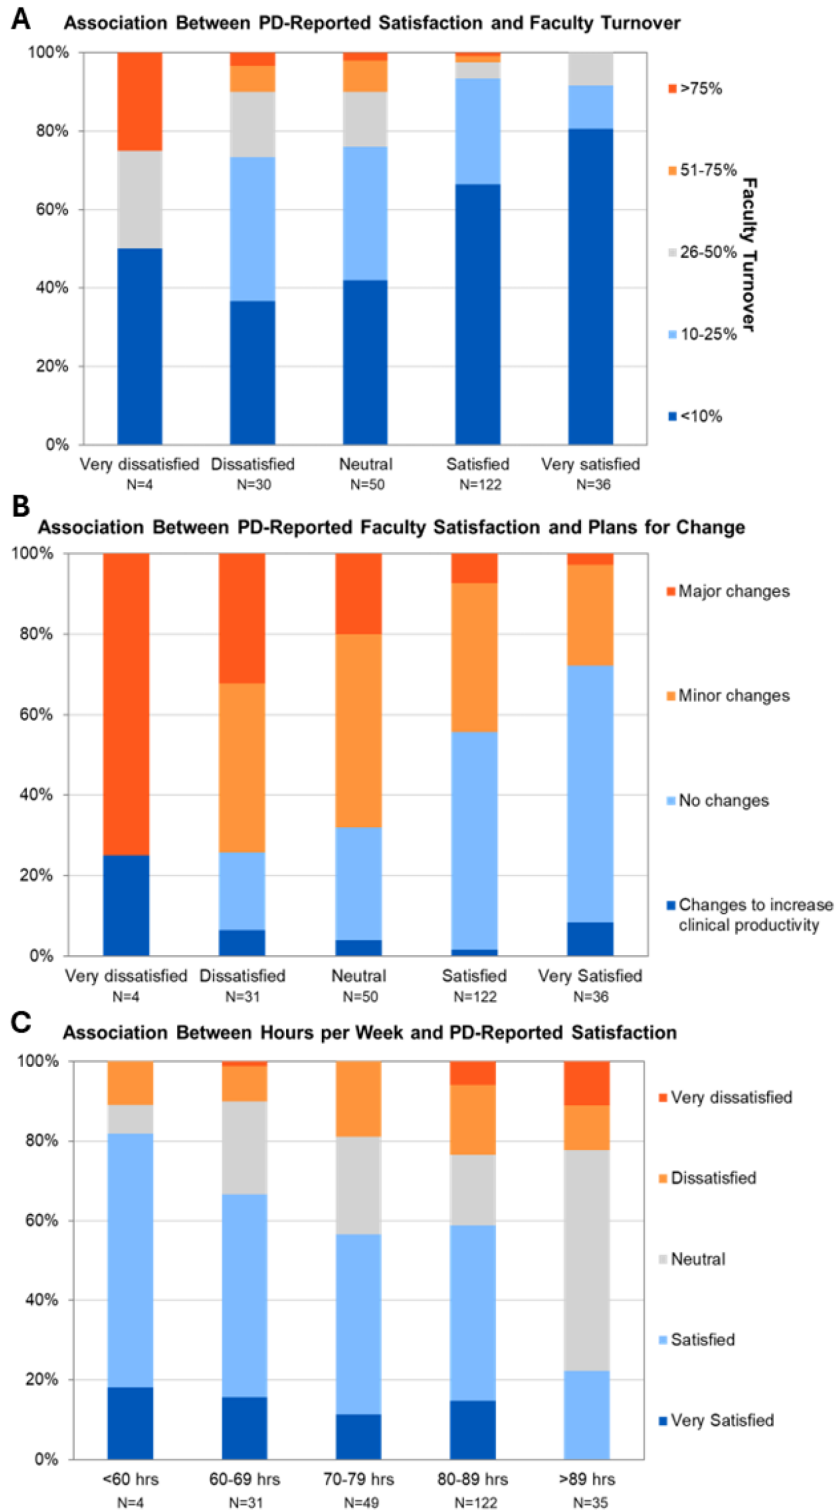 A
Association Between PD-Reported Satisfaction and Faculty Turnover
100%
80%
60%
40%
20%
0%
Very dissatisfied Dissatisfied Neutral Satisfied Very satisfied
N=4 N=30 N=50 N=122 N=36
>75%
51-75%
26-50%
10-25%
<10%
Faculty Turnover
B
Association Between PD-Reported Faculty Satisfaction and Plans for Change
100%
80%
60%
40%
20%
0%
Very dissatisfied Dissatisfied Neutral Satisfied Very Satisfied
N=4 N=31 N=50 N=122 N=36
Major changes
Minor changes
No changes
Changes to increase
clinical productivity
C
Association Between Hours per Week and PD-Reported Satisfaction
100%
80%
60%
40%
20%
0%
<60 hrs 60-69 hrs 70-79 hrs 80-89 hrs >89 hrs
N=4 N=31 N=49 N=122 N=35
Very dissatisfied
Dissatisfied
Neutral
Satisfied
Very Satisfied